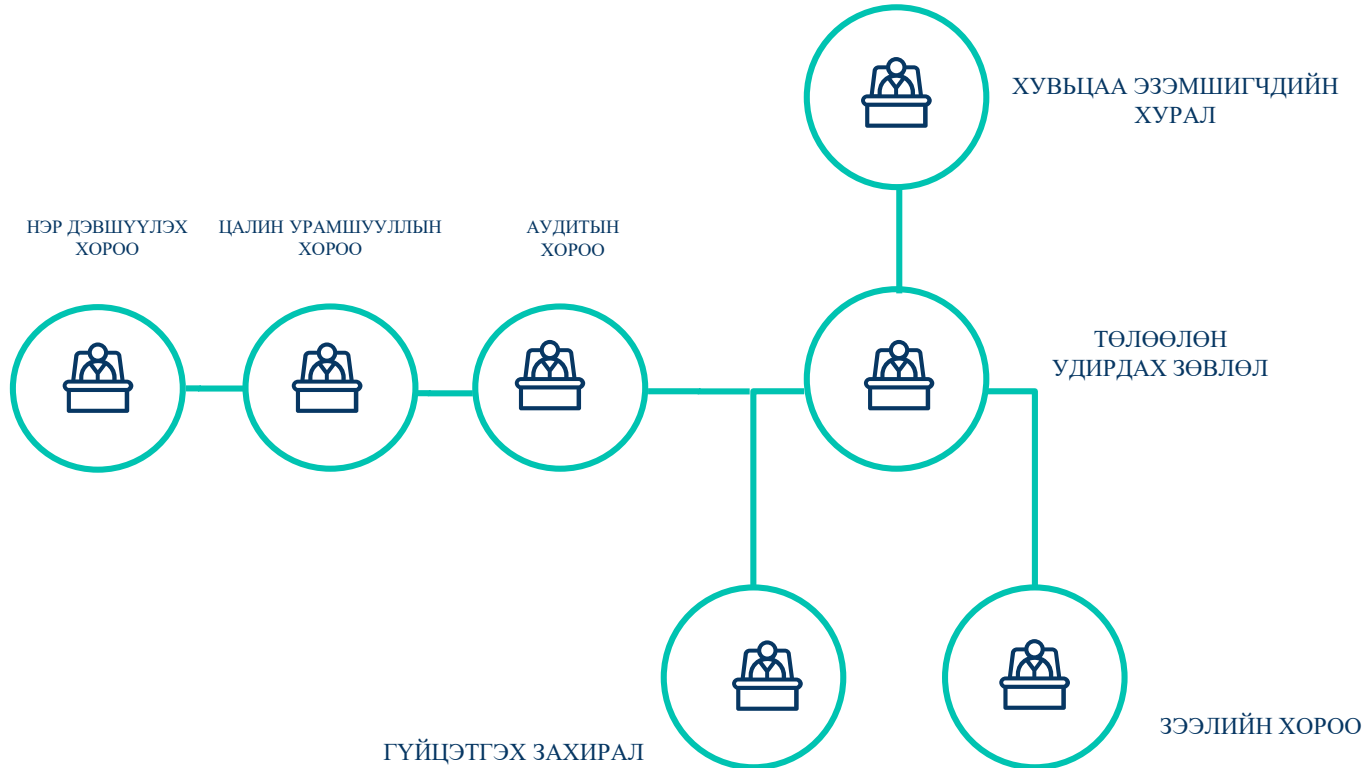 ХУВЬЦАА ЭЗЭМШИГЧДИЙН
ХУРАЛ
НЭР ДЭВШҮҮЛЭХ
ХОРОО
ЦАЛИН УРАМШУУЛЛЫН
ХОРОО
АУДИТЫН
ХОРОО
ТӨЛӨӨЛӨН
УДИРДАХ ЗӨВЛӨЛ
ГҮЙЦЭТГЭХ ЗАХИРАЛ
ЗЭЭЛИЙН ХОРОО